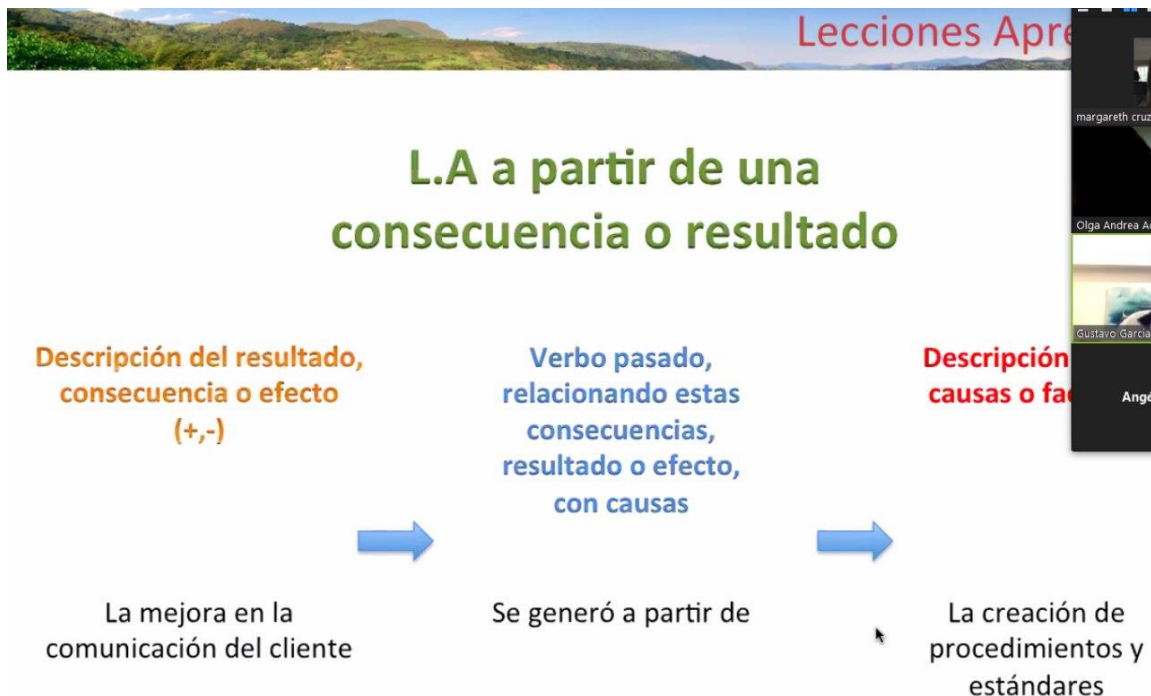 Lecciones Apre
margareth cruz
Olga Andrea A
Gustavo Garcia
Angé
L.A a partir de una
consecuencia o resultado
Descripción del resultado,
consecuencia o efecto
(+,-)
Verbo pasado,
relacionando estas
consecuencias,
resultado o efecto,
con causas
Descripción
causas o fa
La mejora en la
comunicación del cliente
Se generó a partir de
La creación de
procedimientos y
estándares